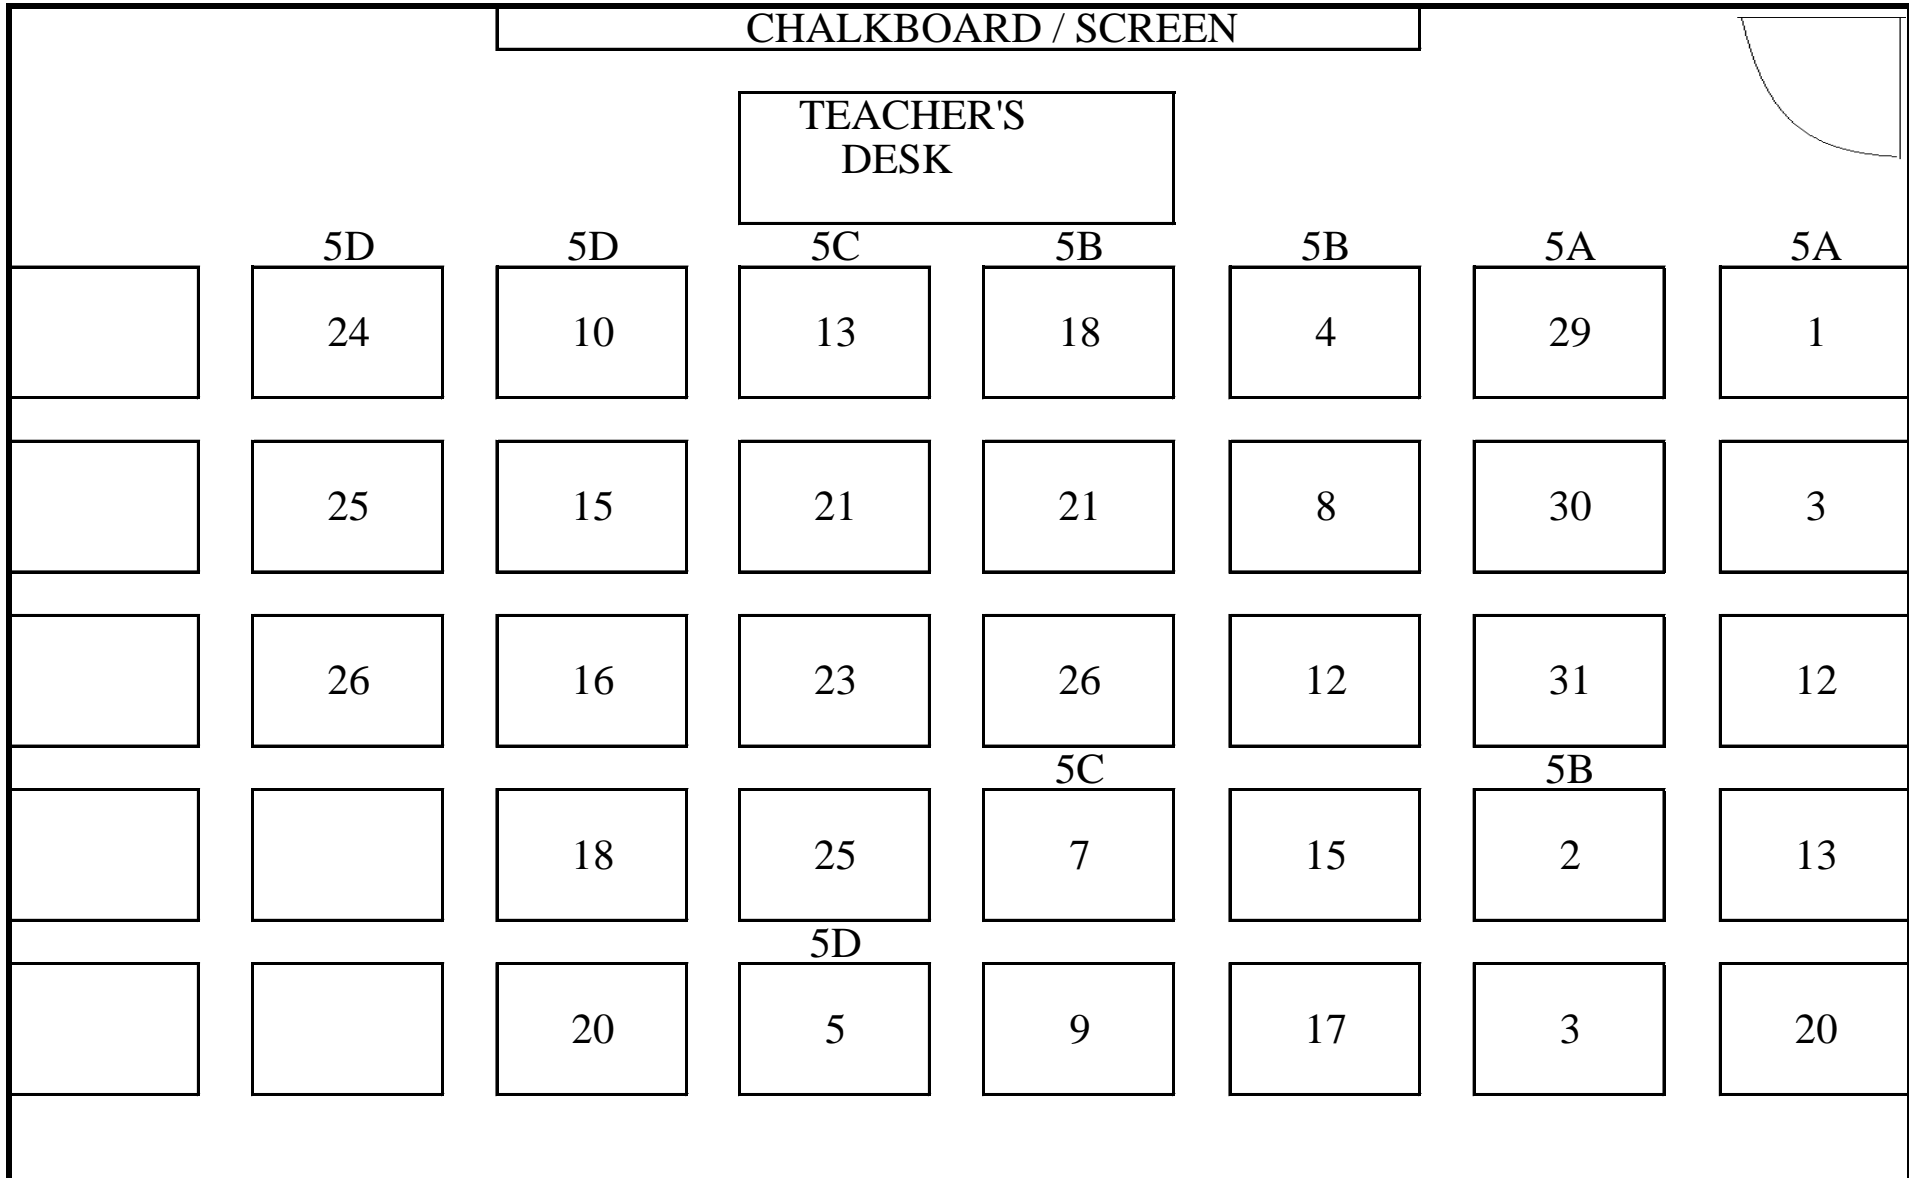 CHALKBOARD / SCREEN
TEACHER'S
DESK
5D 5D 5C 5B 5B 5A 5A
24 10 13 18 4 29 1
25 15 21 21 8 30 3
26 16 23 26 12 31 12
5C 5B
18 25 7 15 2 13
5D
20 5 9 17 3 20